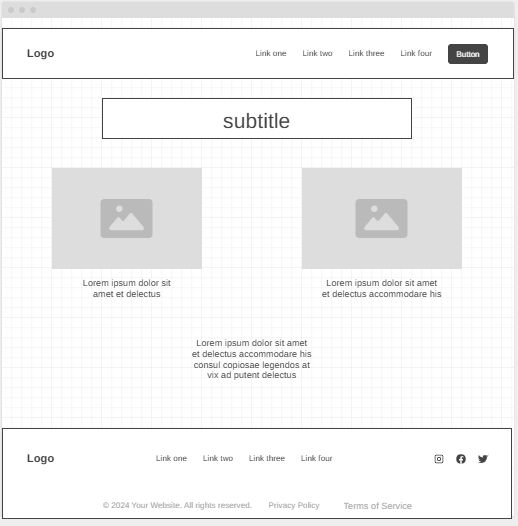 Logo
Link one Link two Link three Link four Button
subtitle
Lorem ipsum dolor sit
amet et delectus
Lorem ipsum dolor sit amet
et delectus accommodare his
Lorem ipsum dolor sit amet
et delectus accommodare his
consul copiosae legendos at
vix ad putent delectus
Logo
Link one Link two Link three Link four
© 2024 Your Website. All rights reserved. Privacy Policy Terms of Service